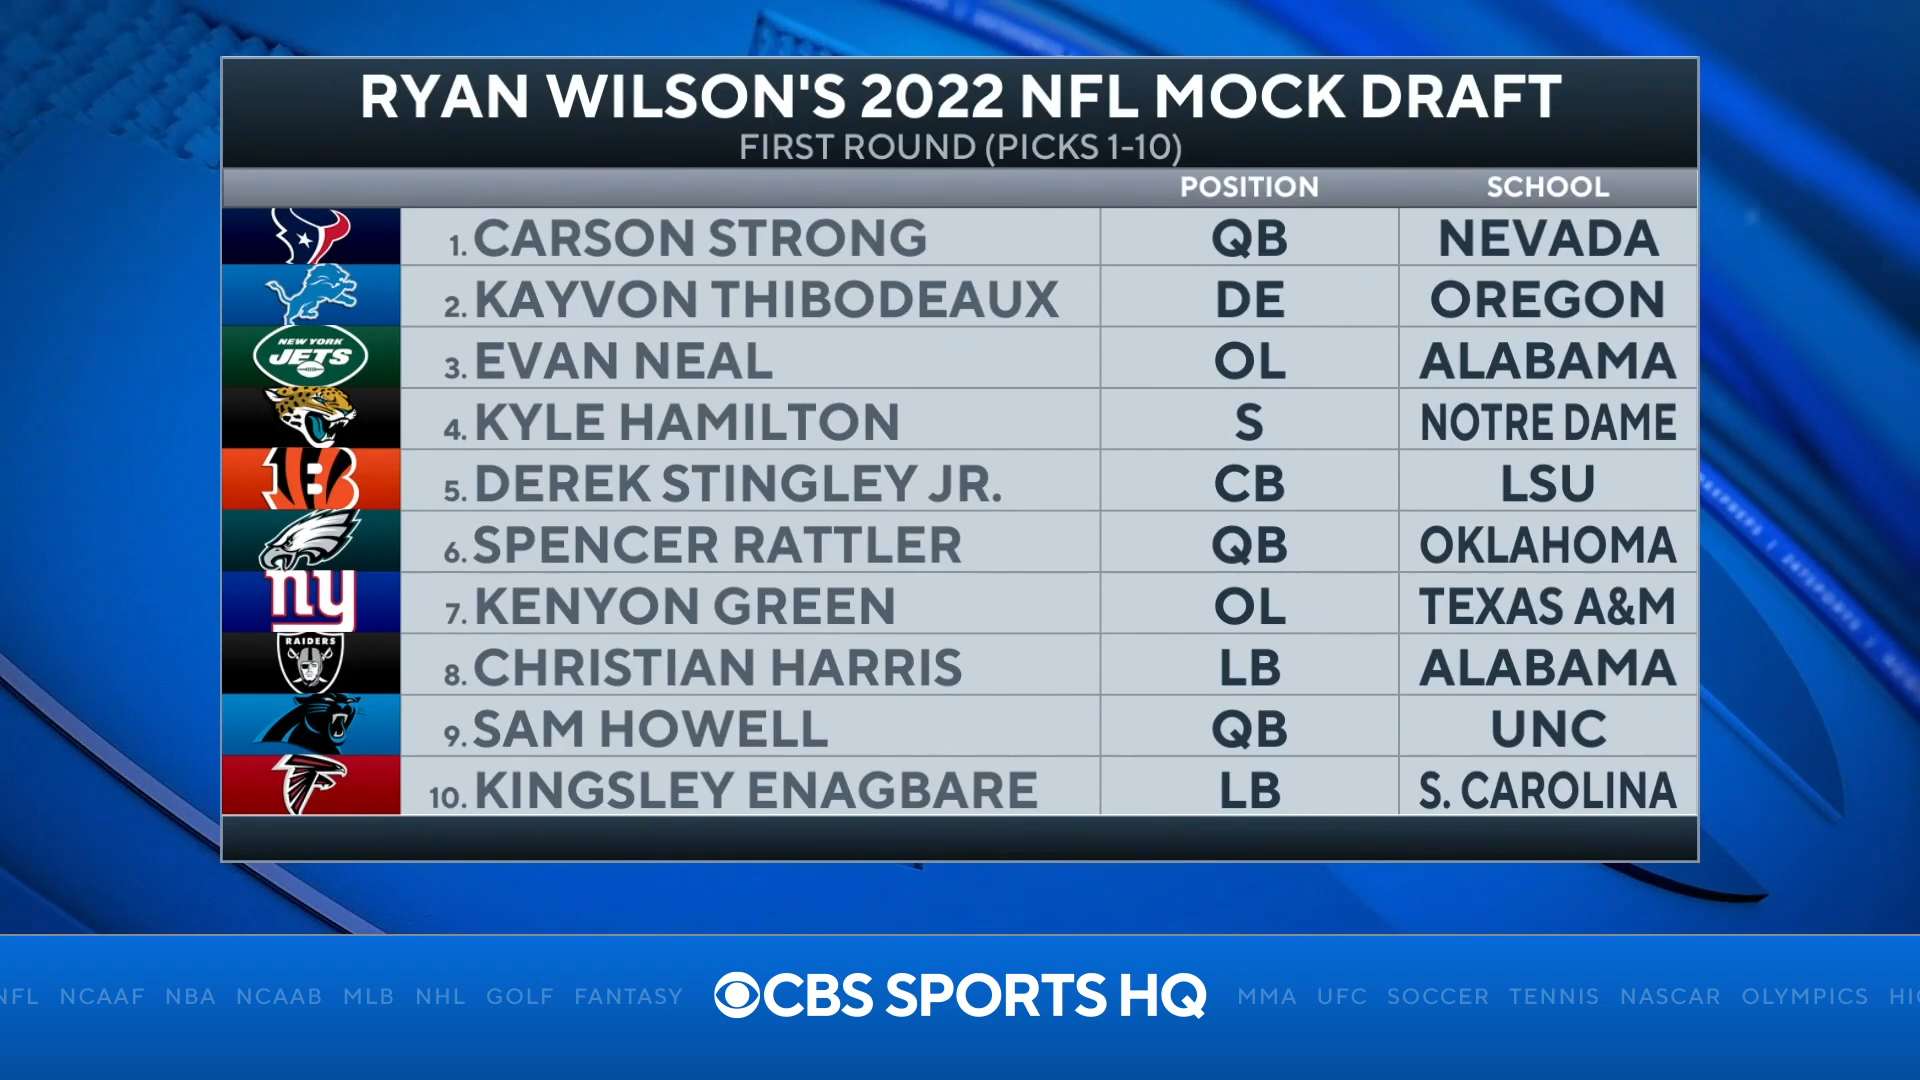 RYAN WILSON'S 2022 NFL MOCK DRAFT
FIRST ROUND (PICKS 1-10)
POSITION SCHOOL
1. CARSON STRONG QB NEVADA
2. KAYVON THIBODEAUX DE OREGON
NEW YORK JETS 3. EVAN NEAL OL ALABAMA
4. KYLE HAMILTON S NOTRE DAME
B 5. DEREK STINGLEY JR. CB LSU
6. SPENCER RATTLER QB OKLAHOMA
ny 7. KENYON GREEN OL TEXAS A&M
RAIDERS 8. CHRISTIAN HARRIS LB ALABAMA
9. SAM HOWELL QB UNC
10. KINGSLEY ENAGBARE LB S. CAROLINA
NFL NCAAF NBA NCAAB MLB NHL GOLF FANTASY CBS SPORTS HQ MMA UFC SOCCER TENNIS NASCAR OLYMPICS